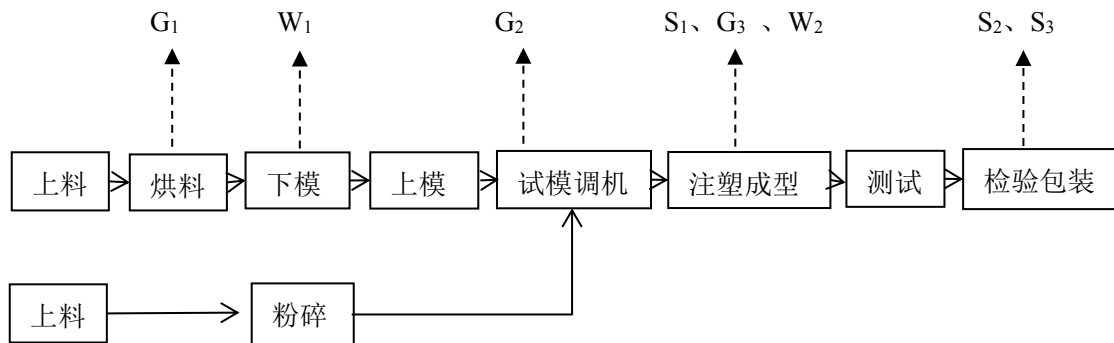 G₁ W₁ G₂ S₁、G₃ 、W₂ S₂、S₃
上料 烘料 下模 上模 试模调机 注塑成型 测试 检验包装
上料 粉碎